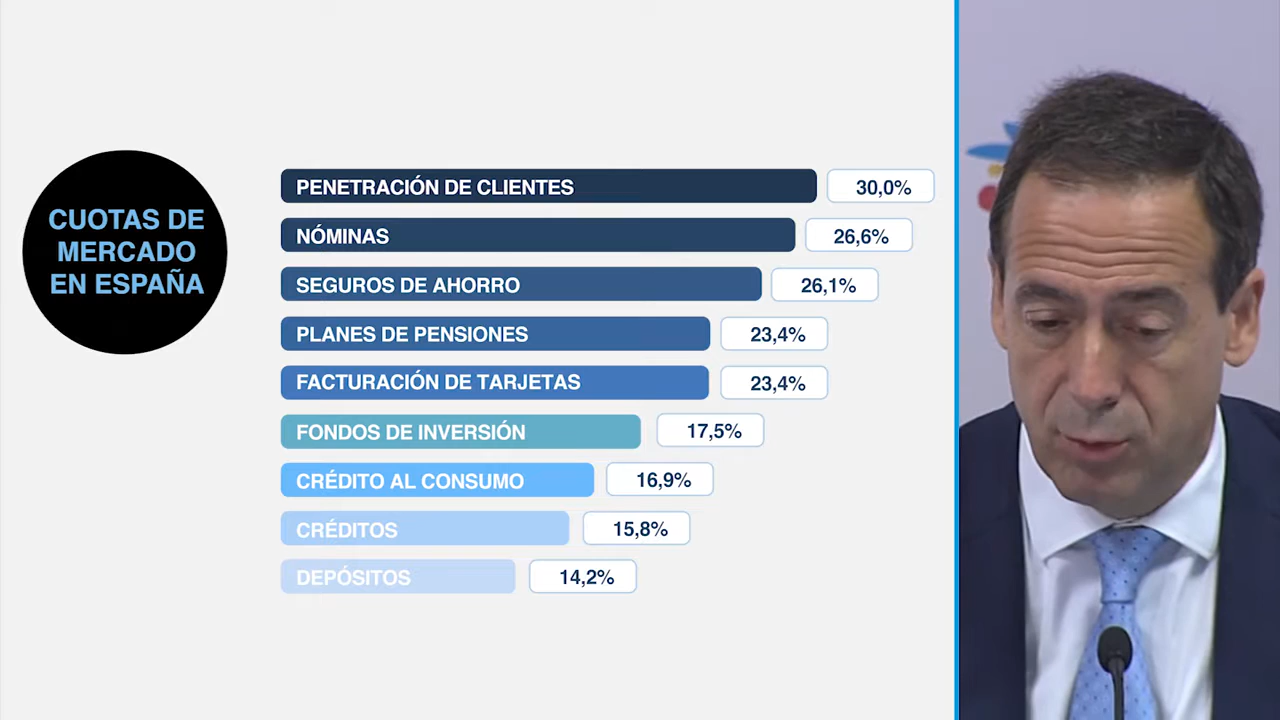 CUOTAS DE
MERCADO
EN ESPAÑA
PENETRACIÓN DE CLIENTES 30,0%
NÓMINAS 26,6%
SEGUROS DE AHORRO 26,1%
PLANES DE PENSIONES 23,4%
FACTURACIÓN DE TARJETAS 23,4%
FONDOS DE INVERSIÓN 17,5%
CRÉDITO AL CONSUMO 16,9%
CRÉDITOS 15,8%
DEPÓSITOS 14,2%